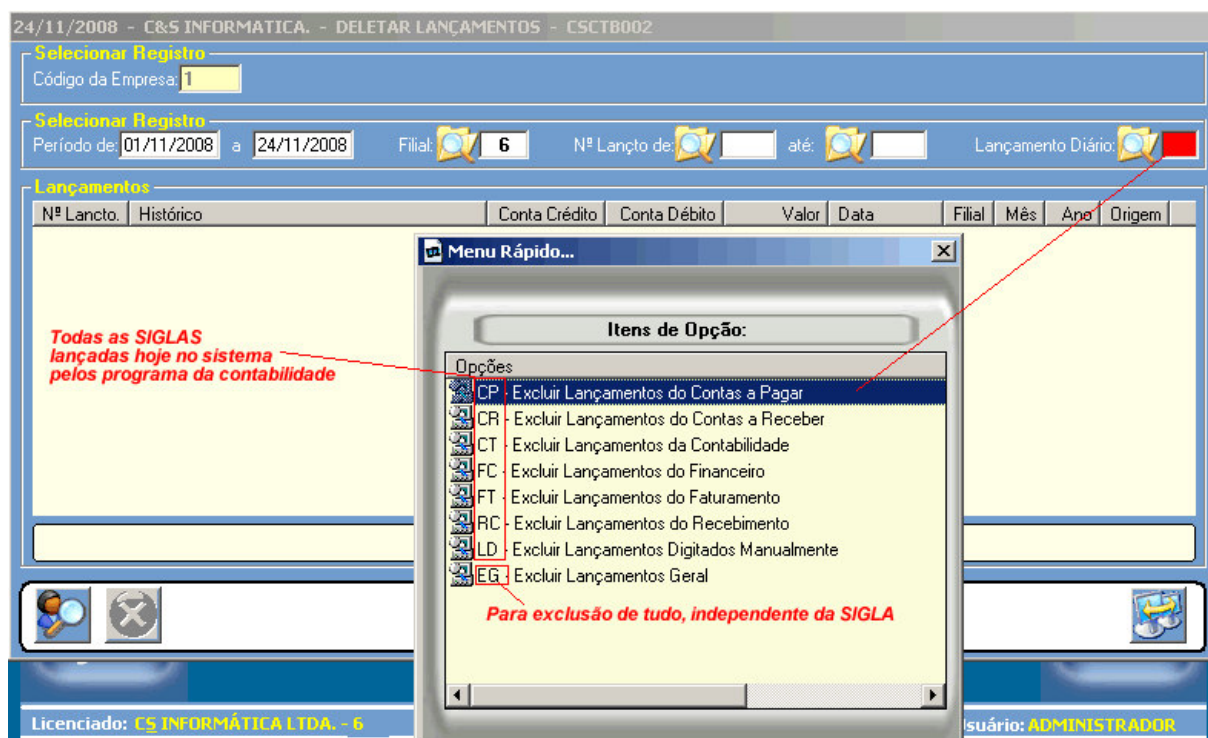 24/11/2008 - C&S INFORMATICA. - DELETAR LANÇAMENTOS - CSCTB002
Selecionar Registro
Código da Empresa: 1
Selecionar Registro
Período de: 01/11/2008 a 24/11/2008 Filial: 6 Nº Lançto de: até: Lançamento Diário:
Lançamentos
Nº Lancto. Histórico Conta Crédito Conta Débito Valor Data Filial Mês Ano Origem
Menu Rápido...
Itens de Opção:
Todas as SIGLAS
lançadas hoje no sistema
pelos programa da contabilidade
Opções
CP - Excluir Lançamentos do Contas a Pagar
CR - Excluir Lançamentos do Contas a Receber
CT - Excluir Lançamentos da Contabilidade
FC - Excluir Lançamentos do Financeiro
FT - Excluir Lançamentos do Faturamento
RC - Excluir Lançamentos do Recebimento
LD - Excluir Lançamentos Digitados Manualmente
EG - Excluir Lançamentos Geral
Para exclusão de tudo, independente da SIGLA
Licenciado: CS INFORMÁTICA LTDA. - 6 suário: ADMINISTRADOR